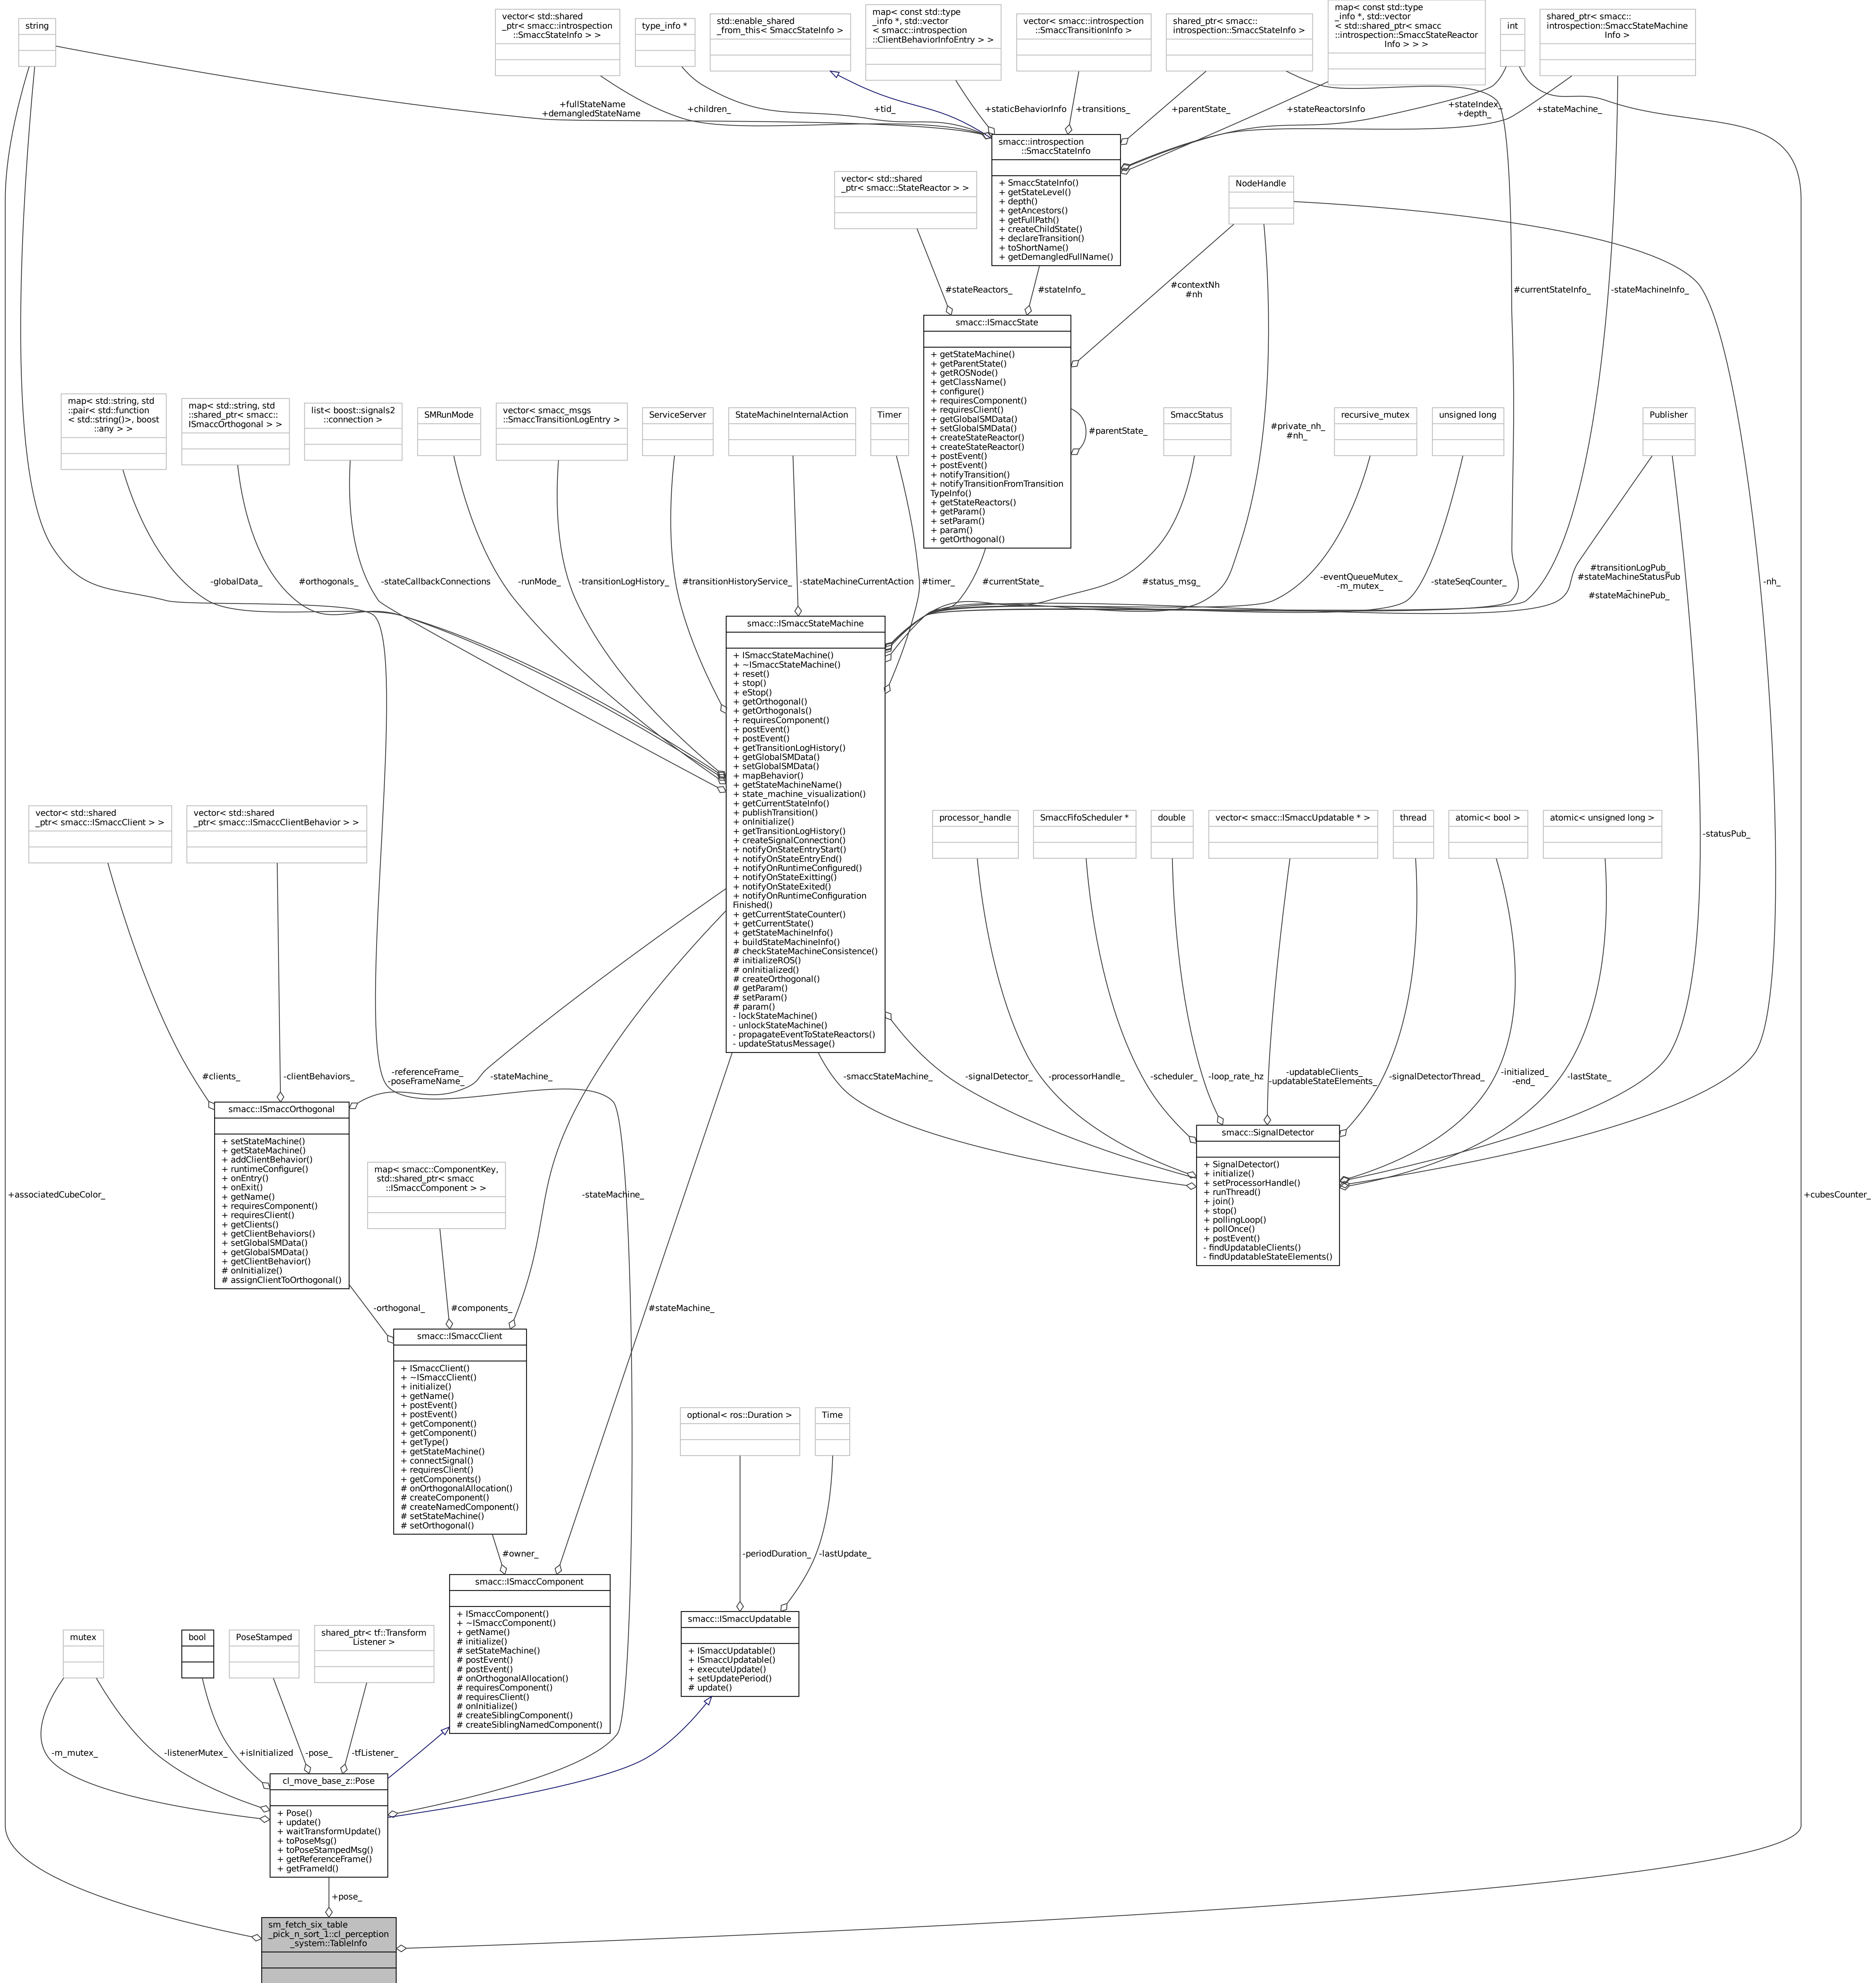 string
vector< std::shared
_ptr< smacc::introspection
::SmaccStateInfo > >
type_info *
std::enable_shared
_from_this< SmaccStateInfo >
map< const std::type
_info *, std::vector
< smacc::introspection
::ClientBehaviorInfoEntry > >
vector< smacc::introspection
::SmaccTransitionInfo >
shared_ptr< smacc::
introspection::SmaccStateInfo >
map< const std::type
_info *, std::vector
< std::shared_ptr< smacc
::introspection::SmaccStateReactor
Info > > >
int
shared_ptr< smacc::
introspection::SmaccStateMachine
Info >
+fullStateName
+demangledStateName
+children_
+tid_
+staticBehaviorInfo
+transitions_
+parentState_
+stateReactorsInfo
+stateIndex_
+depth_
+stateMachine_
smacc::introspection
::SmaccStateInfo
+ SmaccStateInfo()
+ getStateLevel()
+ depth()
+ getAncestors()
+ getFullPath()
+ createChildState()
+ declareTransition()
+ toShortName()
+ getDemangledFullName()
vector< std::shared
_ptr< smacc::StateReactor > >
NodeHandle
#stateReactors_
#stateInfo_
#contextNh
#nh
#currentStateInfo_
-stateMachineInfo_
smacc::ISmaccState
+ getStateMachine()
+ getParentState()
+ getROSNode()
+ getClassName()
+ configure()
+ requiresComponent()
+ requiresClient()
+ getGlobalSMData()
+ setGlobalSMData()
+ createStateReactor()
+ createStateReactor()
+ postEvent()
+ postEvent()
+ notifyTransition()
+ notifyTransitionFromTransition
TypeInfo()
+ getStateReactors()
+ getParam()
+ setParam()
+ param()
+ getOrthogonal()
#parentState_
map< std::string, std
::pair< std::function
< std::string()>, boost
::any > >
map< std::string, std
::shared_ptr< smacc::
ISmaccOrthogonal > >
list< boost::signals2
::connection >
SMRunMode
vector< smacc_msgs
::SmaccTransitionLogEntry >
ServiceServer
StateMachineInternalAction
Timer
SmaccStatus
#private_nh_
#nh_
recursive_mutex
unsigned long
Publisher
-globalData_
#orthogonals_
-stateCallbackConnections
-runMode_
-transitionLogHistory_
#transitionHistoryService_
-stateMachineCurrentAction
#timer_
#currentState_
#status_msg_
-eventQueueMutex_
-m_mutex_
-stateSeqCounter_
#transitionLogPub_
#stateMachineStatusPub
_
#stateMachinePub_
-nh_
smacc::ISmaccStateMachine
+ ISmaccStateMachine()
+ ~ISmaccStateMachine()
+ reset()
+ stop()
+ eStop()
+ getOrthogonal()
+ getOrthogonals()
+ requiresComponent()
+ postEvent()
+ postEvent()
+ getTransitionLogHistory()
+ getGlobalSMData()
+ setGlobalSMData()
+ mapBehavior()
+ getStateMachineName()
+ state_machine_visualization()
+ getCurrentStateInfo()
+ publishTransition()
+ onInitialize()
+ getTransitionLogHistory()
+ createSignalConnection()
+ notifyOnStateEntryStart()
+ notifyOnStateEntryEnd()
+ notifyOnRuntimeConfigured()
+ notifyOnStateExitting()
+ notifyOnStateExited()
+ notifyOnRuntimeConfiguration
Finished()
+ getCurrentStateCounter()
+ getCurrentState()
+ getStateMachineInfo()
+ buildStateMachineInfo()
# checkStateMachineConsistence()
# initializeROS()
# onInitialized()
# createOrthogonal()
# getParam()
# setParam()
# param()
- lockStateMachine()
- unlockStateMachine()
- propagateEventToStateReactors()
- updateStatusMessage()
vector< std::shared
_ptr< smacc::ISmaccClient > >
vector< std::shared
_ptr< smacc::ISmaccClientBehavior > >
processor_handle
SmaccFifoScheduler *
double
vector< smacc::ISmaccUpdatable * >
thread
atomic< bool >
atomic< unsigned long >
-statusPub_
#clients_
-clientBehaviors_
-referenceFrame_
-poseFrameName_
-stateMachine_
-smaccStateMachine_
-signalDetector_
-processorHandle_
-scheduler_
-loop_rate_hz
-updatableClients_
-updatableStateElements_
-signalDetectorThread_
-initialized_
-end_
-lastState_
smacc::ISmaccOrthogonal
+ setStateMachine()
+ getStateMachine()
+ addClientBehavior()
+ runtimeConfigure()
+ onEntry()
+ onExit()
+ getName()
+ requiresComponent()
+ requiresClient()
+ getClients()
+ getClientBehaviors()
+ setGlobalSMData()
+ getGlobalSMData()
+ getClientBehavior()
# onInitialize()
# assignClientToOrthogonal()
smacc::SignalDetector
+ SignalDetector()
+ initialize()
+ setProcessorHandle()
+ runThread()
+ join()
+ stop()
+ pollingLoop()
+ pollOnce()
+ postEvent()
- findUpdatableClients()
- findUpdatableStateElements()
map< smacc::ComponentKey,
std::shared_ptr< smacc
::ISmaccComponent > >
+associatedCubeColor_
-stateMachine_
+cubesCounter_
-orthogonal_
#components_
#stateMachine_
smacc::ISmaccClient
+ ISmaccClient()
+ ~ISmaccClient()
+ initialize()
+ getName()
+ postEvent()
+ postEvent()
+ getComponent()
+ getComponent()
+ getType()
+ getStateMachine()
+ connectSignal()
+ requiresClient()
+ getComponents()
# onOrthogonalAllocation()
# createComponent()
# createNamedComponent()
# setStateMachine()
# setOrthogonal()
optional< ros::Duration >
Time
#owner_
-periodDuration_
-lastUpdate_
smacc::ISmaccComponent
+ ISmaccComponent()
+ ~ISmaccComponent()
+ getName()
# initialize()
# setStateMachine()
# postEvent()
# postEvent()
# onOrthogonalAllocation()
# requiresComponent()
# requiresClient()
# onInitialize()
# createSiblingComponent()
# createSiblingNamedComponent()
smacc::ISmaccUpdatable
+ ISmaccUpdatable()
+ ISmaccUpdatable()
+ executeUpdate()
+ setUpdatePeriod()
# update()
mutex
bool
PoseStamped
shared_ptr< tf::Transform
Listener >
-m_mutex_
-listenerMutex_
+isInitialized
-pose_
-tfListener_
cl_move_base_z::Pose
+ Pose()
+ update()
+ waitTransformUpdate()
+ toPoseMsg()
+ toPoseStampedMsg()
+ getReferenceFrame()
+ getFrameId()
+pose_
sm_fetch_six_table
_pick_n_sort_1::cl_perception
_system::TableInfo